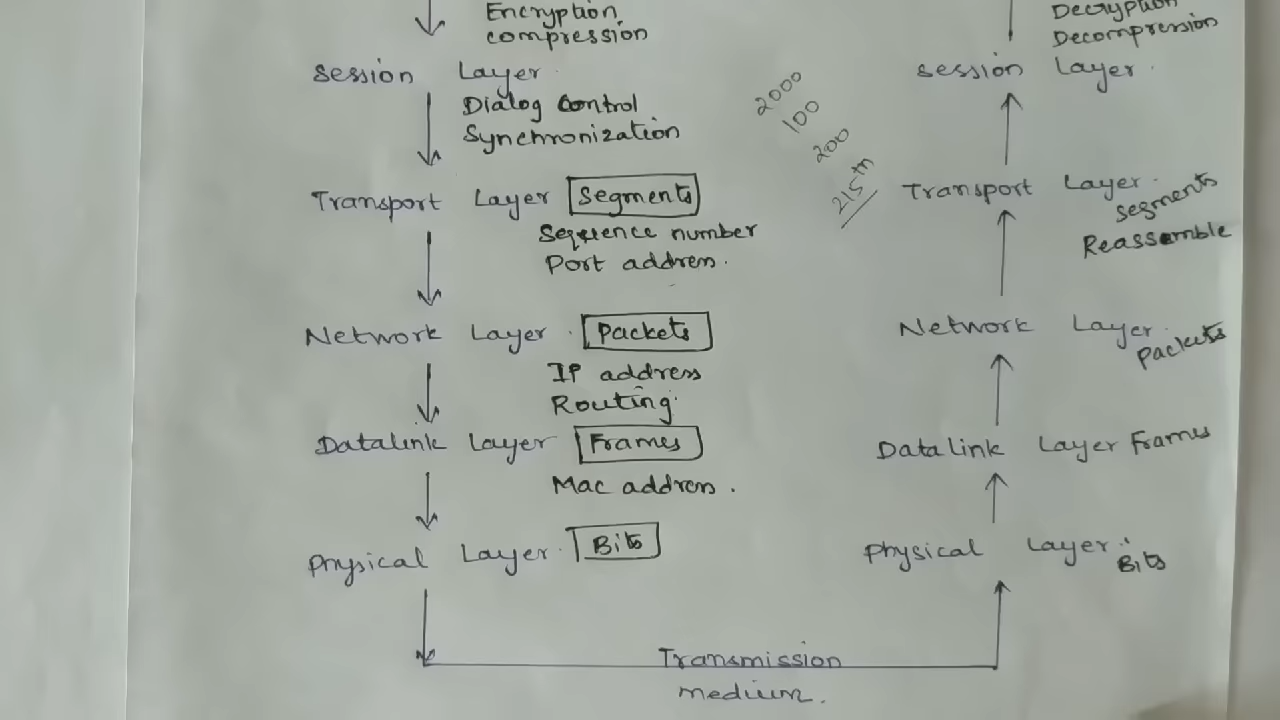 Encryption
compression
Session Layer
Dialog control
Synchronization
Transport Layer Segments
Sequence number
Port address.
Network Layer. Packets
IP address
Routing.
Datalink Layer Frames
Mac address.
Physical Layer. Bits
Transmission
medium.
2000
100
200
215th
Decryption
Decompression
Session Layer.
Transport Layer.
Segments
Reassemble
Network Layer.
Packets
Datalink Layer Frames
Physical Layer.
Bits